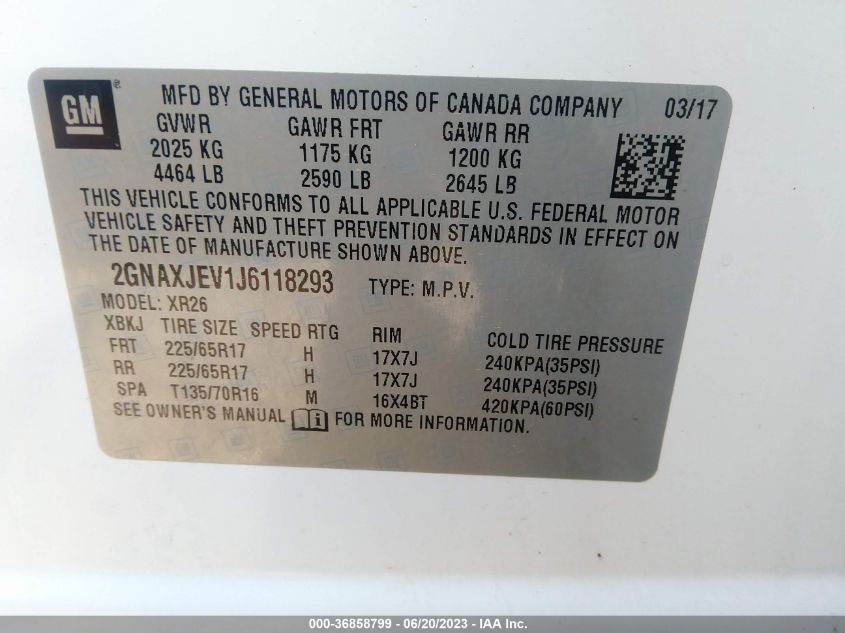 GM ® MFD BY GENERAL MOTORS OF CANADA COMPANY 03/17
GVWR GAWR FRT GAWR RR
2025 KG 1175 KG 1200 KG
4464 LB 2590 LB 2645 LB
THIS VEHICLE CONFORMS TO ALL APPLICABLE U.S. FEDERAL MOTOR
VEHICLE SAFETY AND THEFT PREVENTION STANDARDS IN EFFECT ON
THE DATE OF MANUFACTURE SHOWN ABOVE.
2GNAXJEV1J6118293 TYPE: M.P.V.
MODEL: XR26
XBKJ TIRE SIZE SPEED RTG RIM COLD TIRE PRESSURE
FRT 225/65R17 H 17X7J 240KPA(35PSI)
RR 225/65R17 H 17X7J 240KPA(35PSI)
SPA T135/70R16 M 16X4BT 420KPA(60PSI)
SEE OWNER'S MANUAL i FOR MORE INFORMATION.
000-36858799 - 06/20/2023 - IAA Inc.